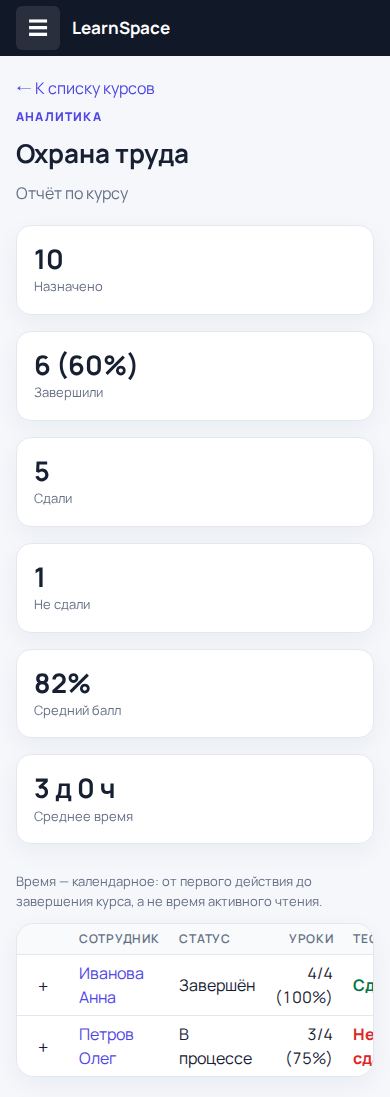 ☰ LearnSpace
← К списку курсов
АНАЛИТИКА
Охрана труда
Отчёт по курсу
10
Назначено
6 (60%)
Завершили
5
Сдали
1
Не сдали
82%
Средний балл
3 д 0 ч
Среднее время
Время — календарное: от первого действия до
завершения курса, а не время активного чтения.
СОТРУДНИК СТАТУС УРОКИ
+ Иванова Анна Завершён 4/4 (100%)
+ Петров Олег В процессе 3/4 (75%) Не